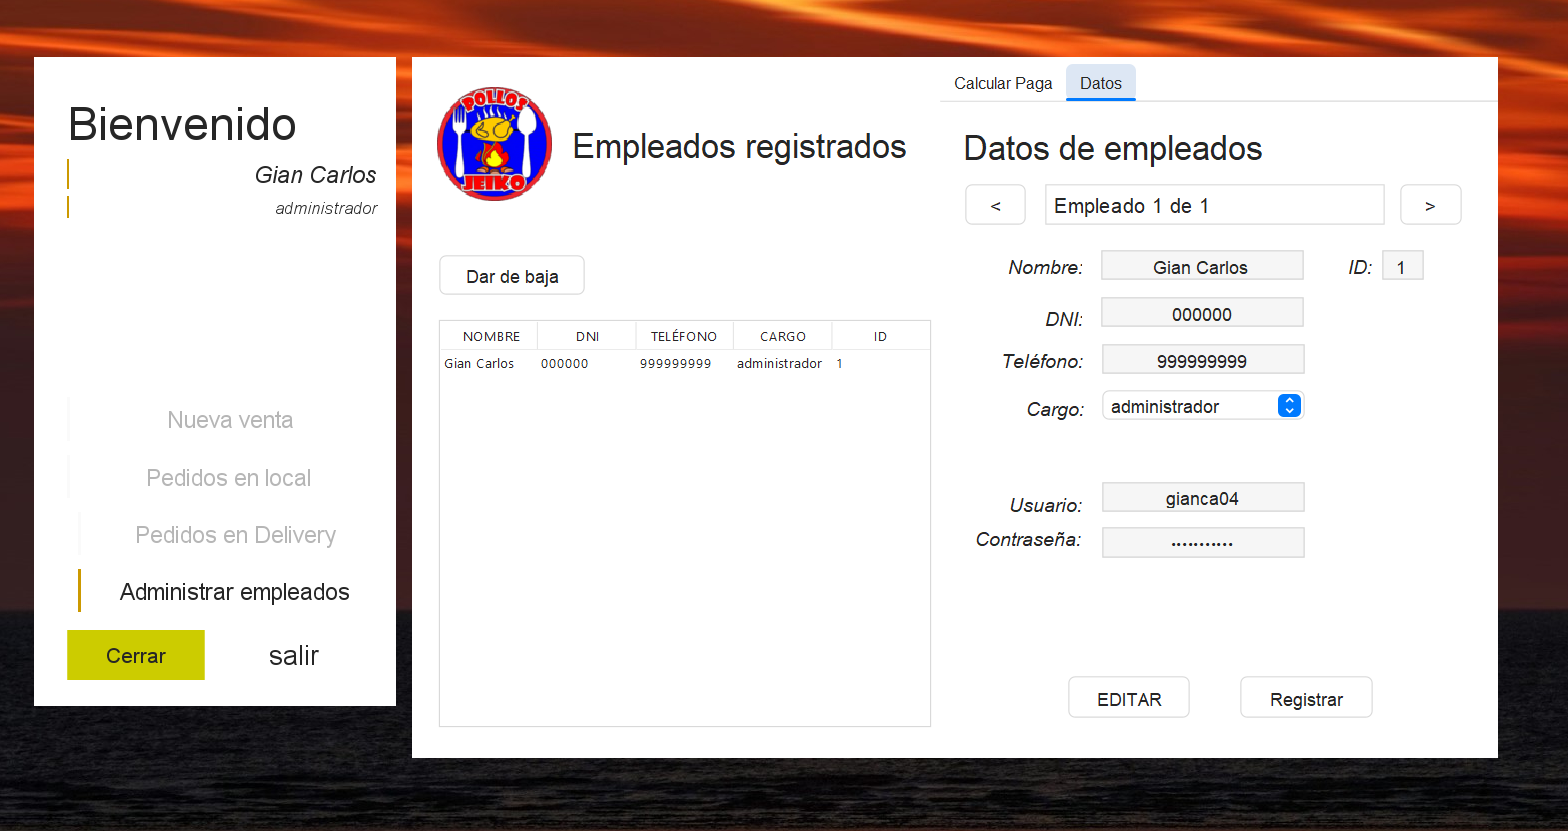 Bienvenido
Gian Carlos
administrador
Nueva venta
Pedidos en local
Pedidos en Delivery
Administrar empleados
Cerrar
salir
POLLOS
JEIKO
Empleados registrados
Dar de baja
NOMBRE DNI TELÉFONO CARGO ID
Gian Carlos 000000 999999999 administrador 1
Calcular Paga Datos
Datos de empleados
< Empleado 1 de 1 >
Nombre: Gian Carlos ID: 1
DNI: 000000
Teléfono: 999999999
Cargo: administrador
Usuario: gianca04
Contraseña: ..........
EDITAR Registrar